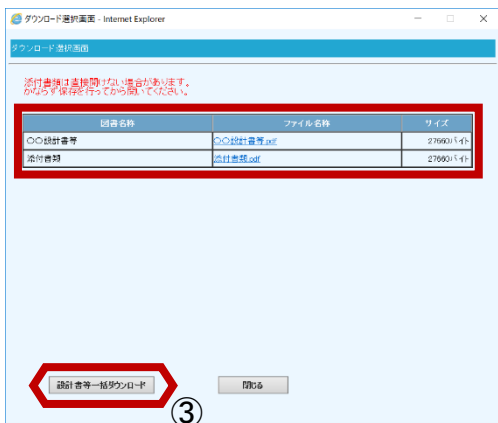 ダウンロード選択画面 - Internet Explorer
ダウンロード選択画面
添付書類は直接開けない場合があります。
かならず保存を行ってから開いてください。
図書名称 ファイル名称 サイズ
〇〇設計書等 〇〇設計書等.pdf 27660バイト
添付書類 添付書類.pdf 27660バイト
設計書等一括ダウンロード 閉じる
③